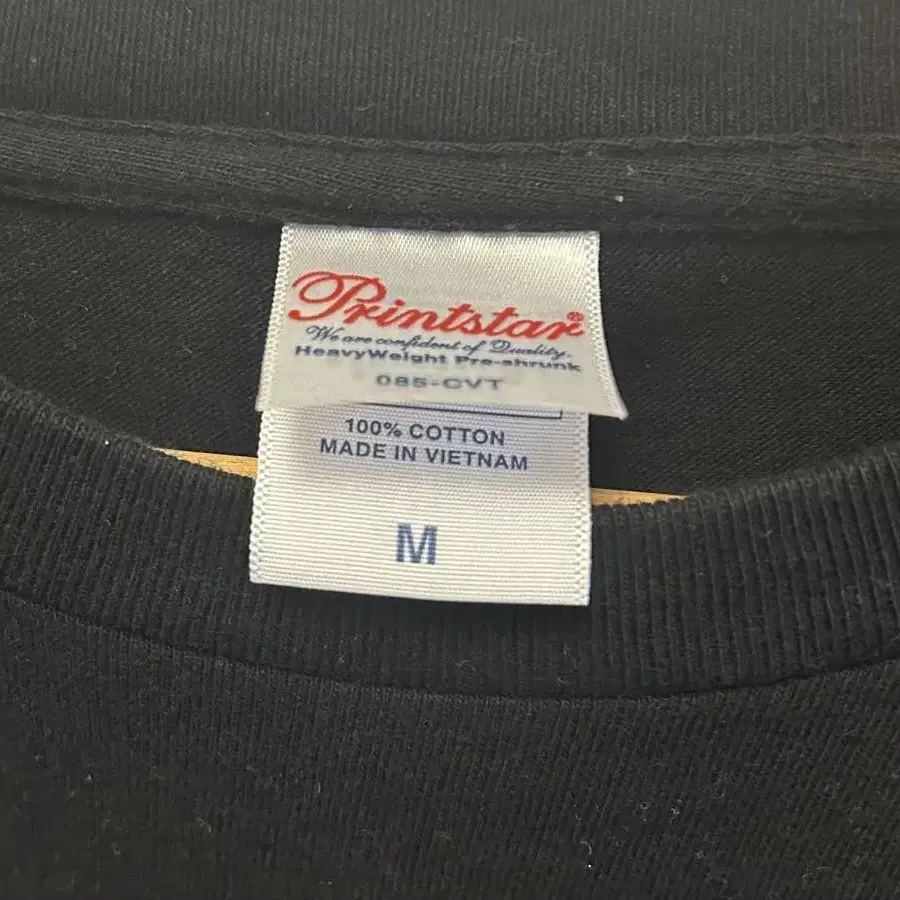 Printstar®
We are confident of Quality.
HeavyWeight Pre-shrunk
085-CVT
100% COTTON
MADE IN VIETNAM
M